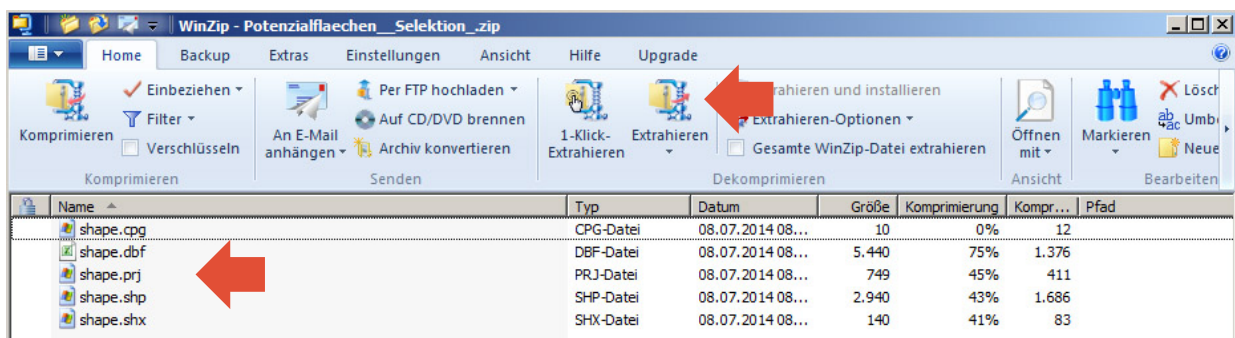 WinZip - Potenzialflaechen__Selektion_.zip
Home Backup Extras Einstellungen Ansicht Hilfe Upgrade
Komprimieren
Einbeziehen
Filter
Verschlüsseln
Komprimieren
An E-Mail
anhängen
Per FTP hochladen
Auf CD/DVD brennen
Archiv konvertieren
Senden
1-Klick-
Extrahieren
Extrahieren
rahieren und installieren
Extrahieren-Optionen
Gesamte WinZip-Datei extrahieren
Dekomprimieren
Öffnen
mit
Ansicht
Markieren
Lösch
Umb
Neue
Bearbeiten
Name Typ Datum Größe Komprimierung Kompr... Pfad
shape.cpg CPG-Datei 08.07.2014 08... 10 0% 12
shape.dbf DBF-Datei 08.07.2014 08... 5.440 75% 1.376
shape.prj PRJ-Datei 08.07.2014 08... 749 45% 411
shape.shp SHP-Datei 08.07.2014 08... 2.940 43% 1.686
shape.shx SHX-Datei 08.07.2014 08... 140 41% 83